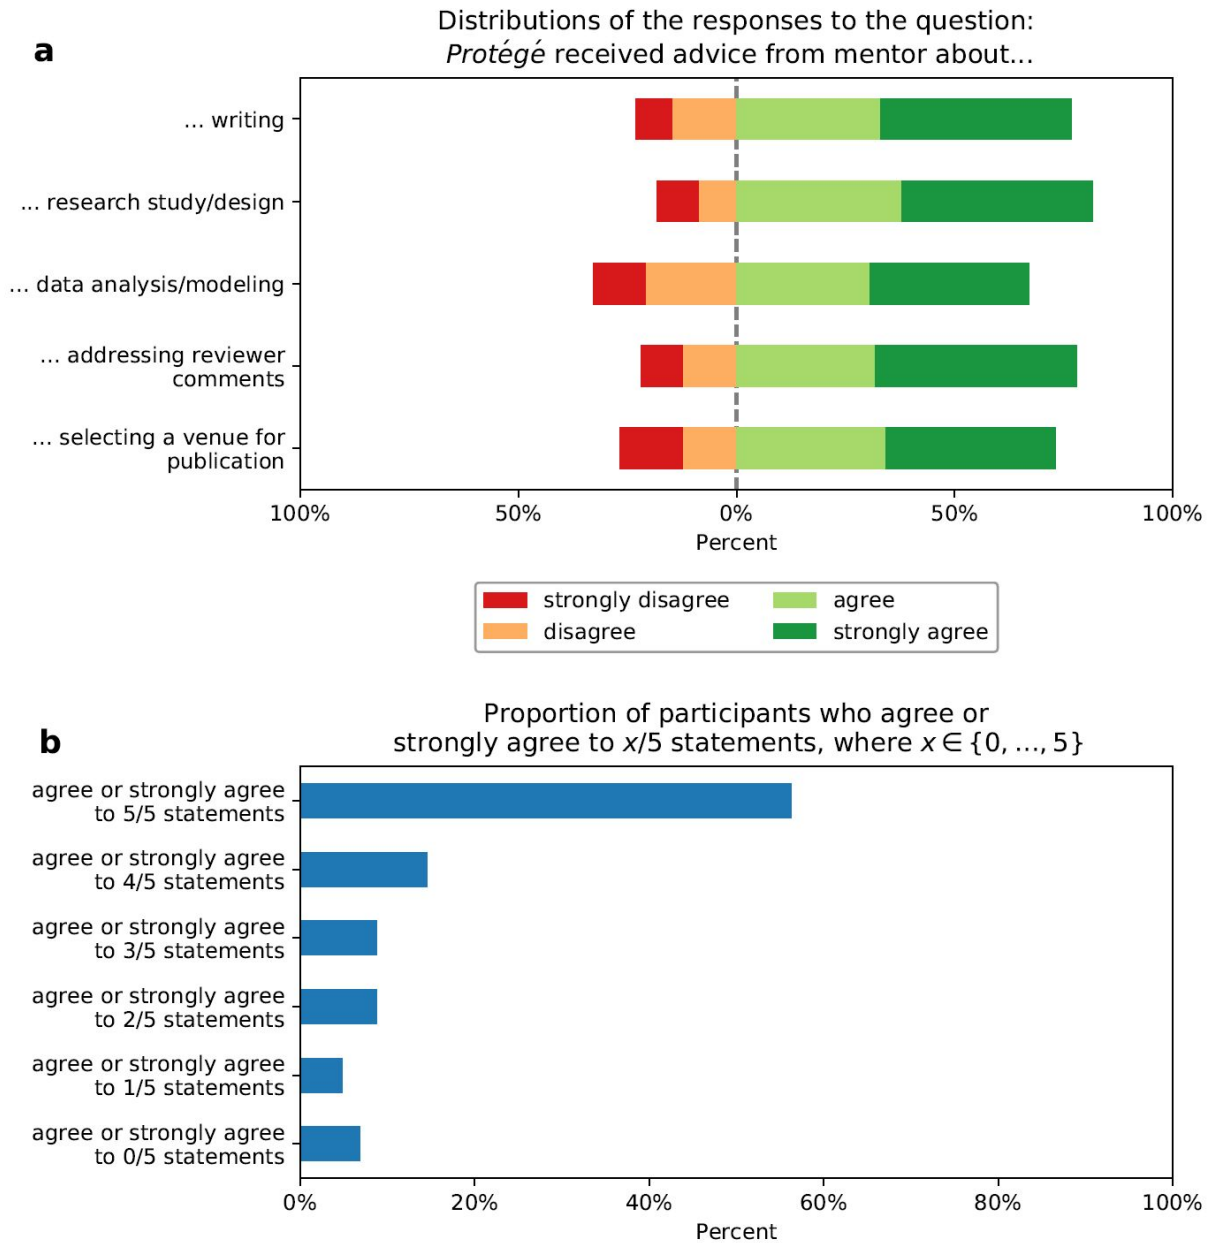 a
Distributions of the responses to the question:
Protégé received advice from mentor about...
... writing
... research study/design
... data analysis/modeling
... addressing reviewer
comments
... selecting a venue for
publication
100% 50% 0% 50% 100%
Percent
strongly disagree agree
disagree strongly agree
b
Proportion of participants who agree or
strongly agree to x/5 statements, where x ∈ {0, ..., 5}
agree or strongly agree
to 5/5 statements
agree or strongly agree
to 4/5 statements
agree or strongly agree
to 3/5 statements
agree or strongly agree
to 2/5 statements
agree or strongly agree
to 1/5 statements
agree or strongly agree
to 0/5 statements
0% 20% 40% 60% 80% 100%
Percent